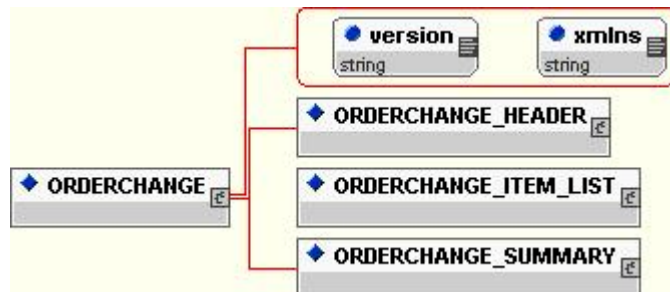 version xmlns
string string
ORDERCHANGE_HEADER
ORDERCHANGE
ORDERCHANGE_ITEM_LIST
ORDERCHANGE_SUMMARY